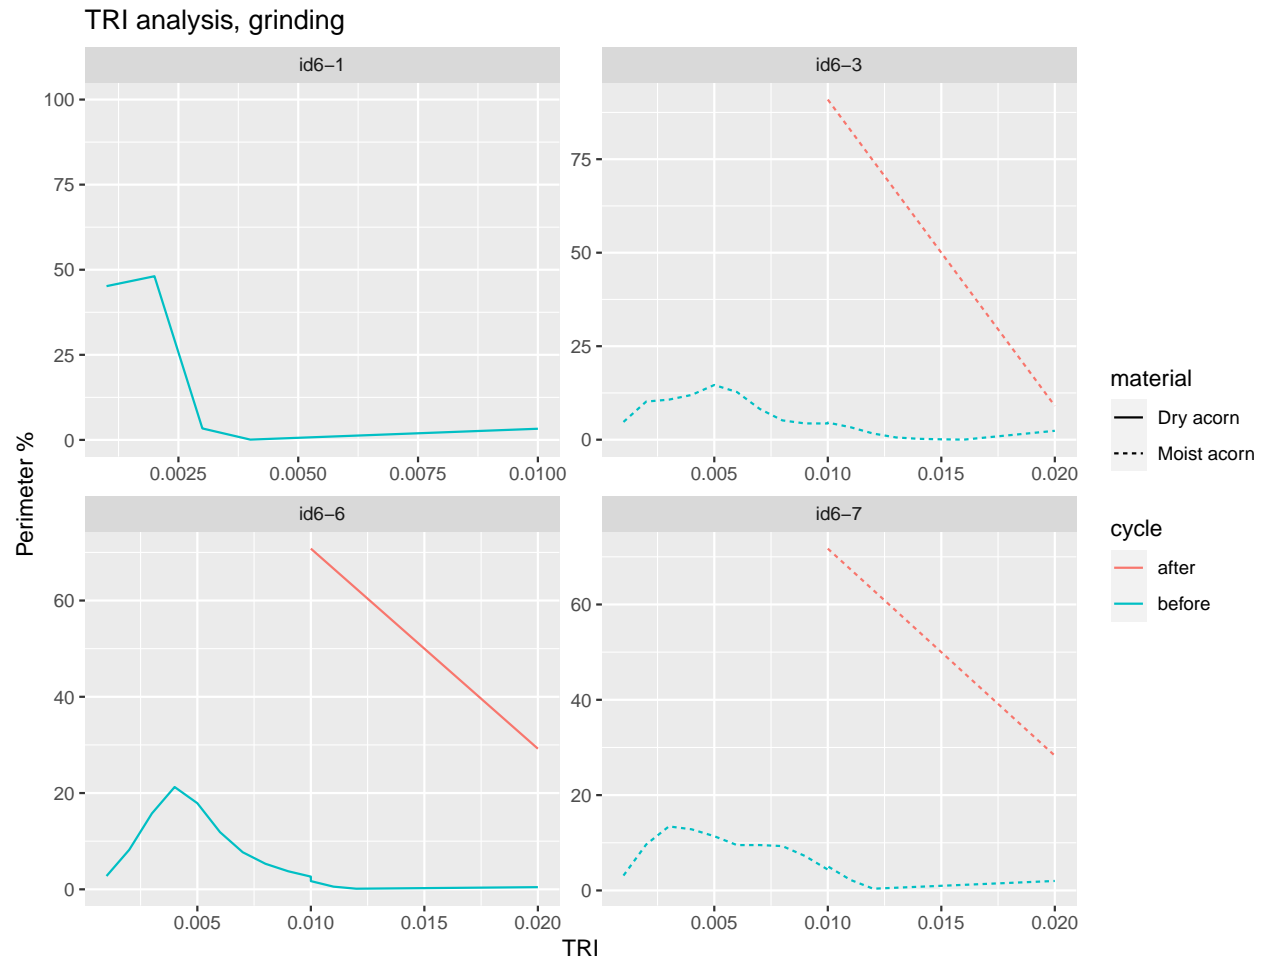 TRI analysis, grinding
id6−1
100
75
50
25
0
0.0025 0.0050 0.0075 0.0100
id6−3
75
50
25
0
0.005 0.010 0.015 0.020
id6−6
60
40
20
0
0.005 0.010 0.015 0.020
id6−7
60
40
20
0
0.005 0.010 0.015 0.020
Perimeter %
TRI
material
Dry acorn
Moist acorn
cycle
after
before